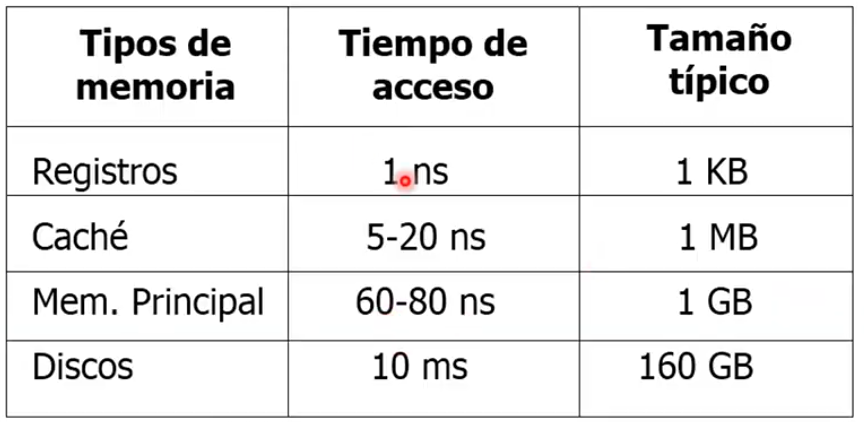 Tipos de memoria
Tiempo de acceso
Tamaño típico
Registros 1 ns 1 KB
Caché 5-20 ns 1 MB
Mem. Principal 60-80 ns 1 GB
Discos 10 ms 160 GB